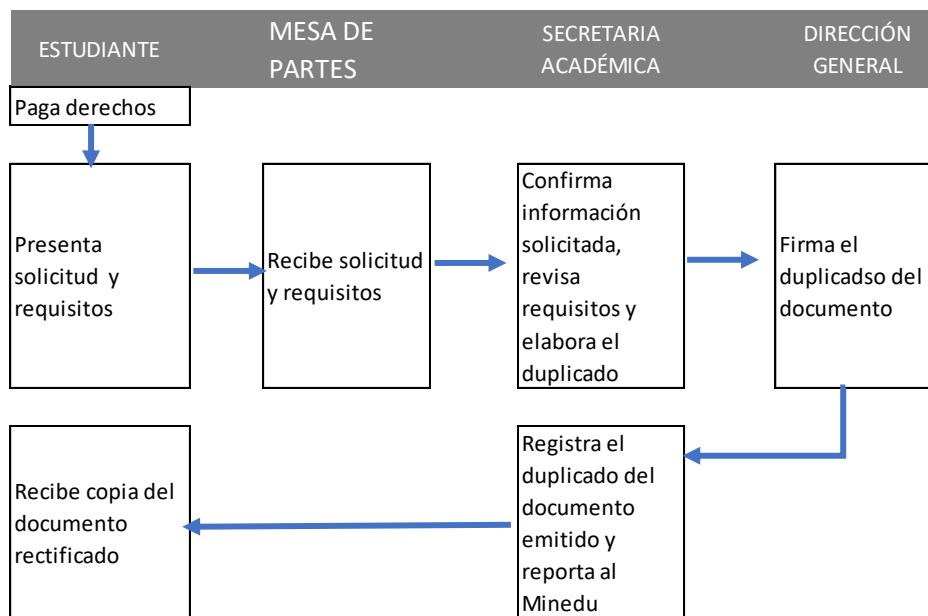 ESTUDIANTE
MESA DE
PARTES
SECRETARIA
ACADÉMICA
DIRECCIÓN
GENERAL
Paga derechos
Presenta
solicitud y
requisitos
Recibe solicitud
y requisitos
Confirma
información
solicitada,
revisa
requisitos y
elabora el
duplicado
Firma el
duplicadso del
documento
Recibe copia del
documento
rectificado
Registra el
duplicado del
documento
emitido y
reporta al
Minedu